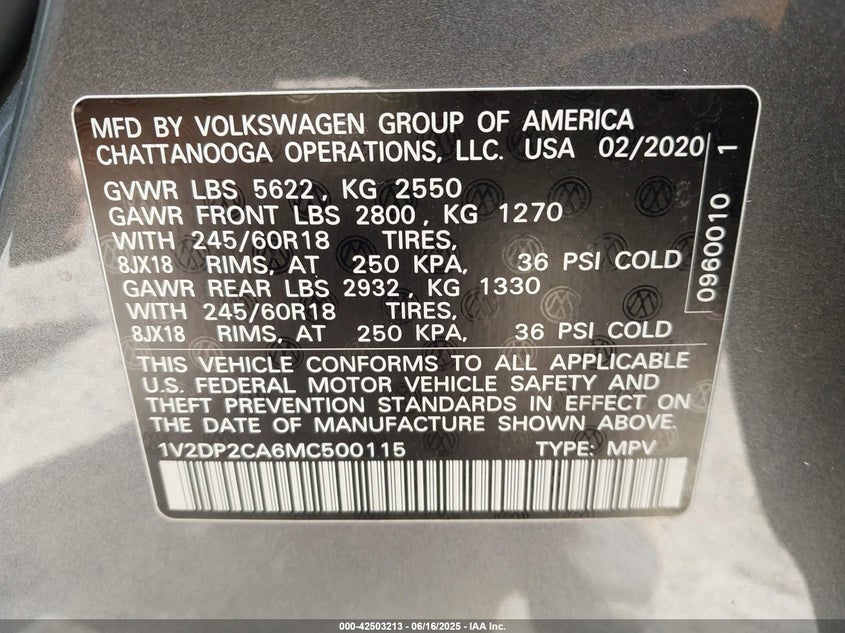 MFD BY VOLKSWAGEN GROUP OF AMERICA
CHATTANOOGA OPERATIONS, LLC. USA 02/2020
GVWR LBS 5622, KG 2550
GAWR FRONT LBS 2800, KG 1270
WITH 245/60R18 TIRES,
8JX18 RIMS, AT 250 KPA, 36 PSI COLD
GAWR REAR LBS 2932, KG 1330
WITH 245/60R18 TIRES,
8JX18 RIMS, AT 250 KPA, 36 PSI COLD
0960010 1
THIS VEHICLE CONFORMS TO ALL APPLICABLE
U.S. FEDERAL MOTOR VEHICLE SAFETY AND
THEFT PREVENTION STANDARDS IN EFFECT ON
THE DATE OF MANUFACTURE SHOWN ABOVE.
1V2DP2CA6MC500115 TYPE: MPV
000-42503213 - 06/16/2025 - IAA Inc.